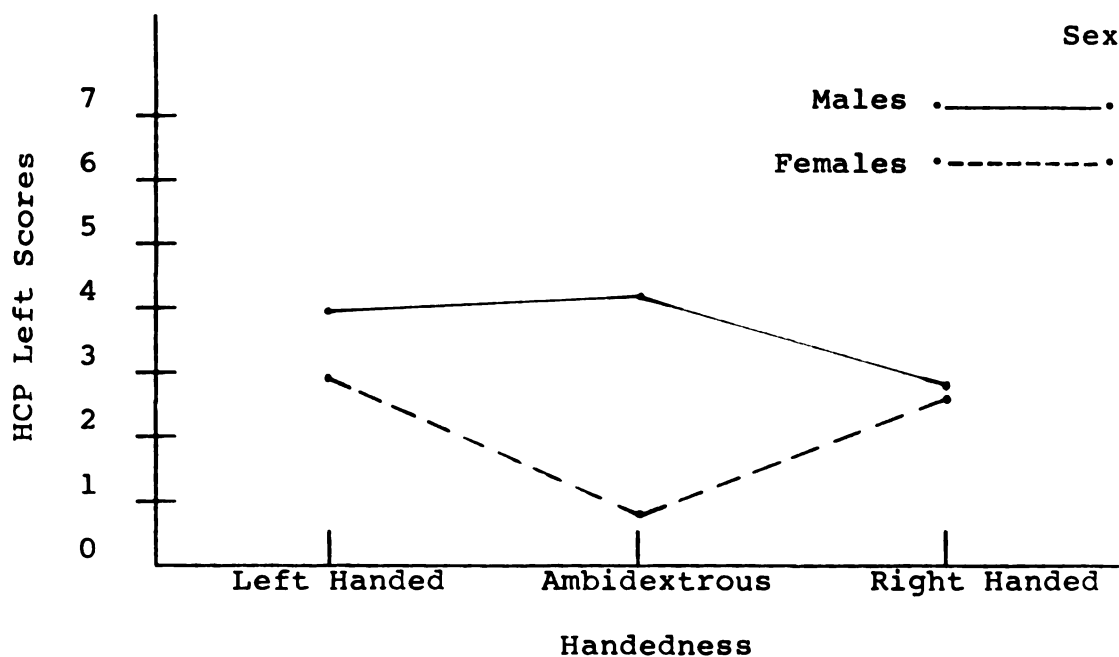 Sex
Males
Females
HCP Left Scores
7
6
5
4
3
2
1
0
Left Handed Ambidextrous Right Handed
Handedness